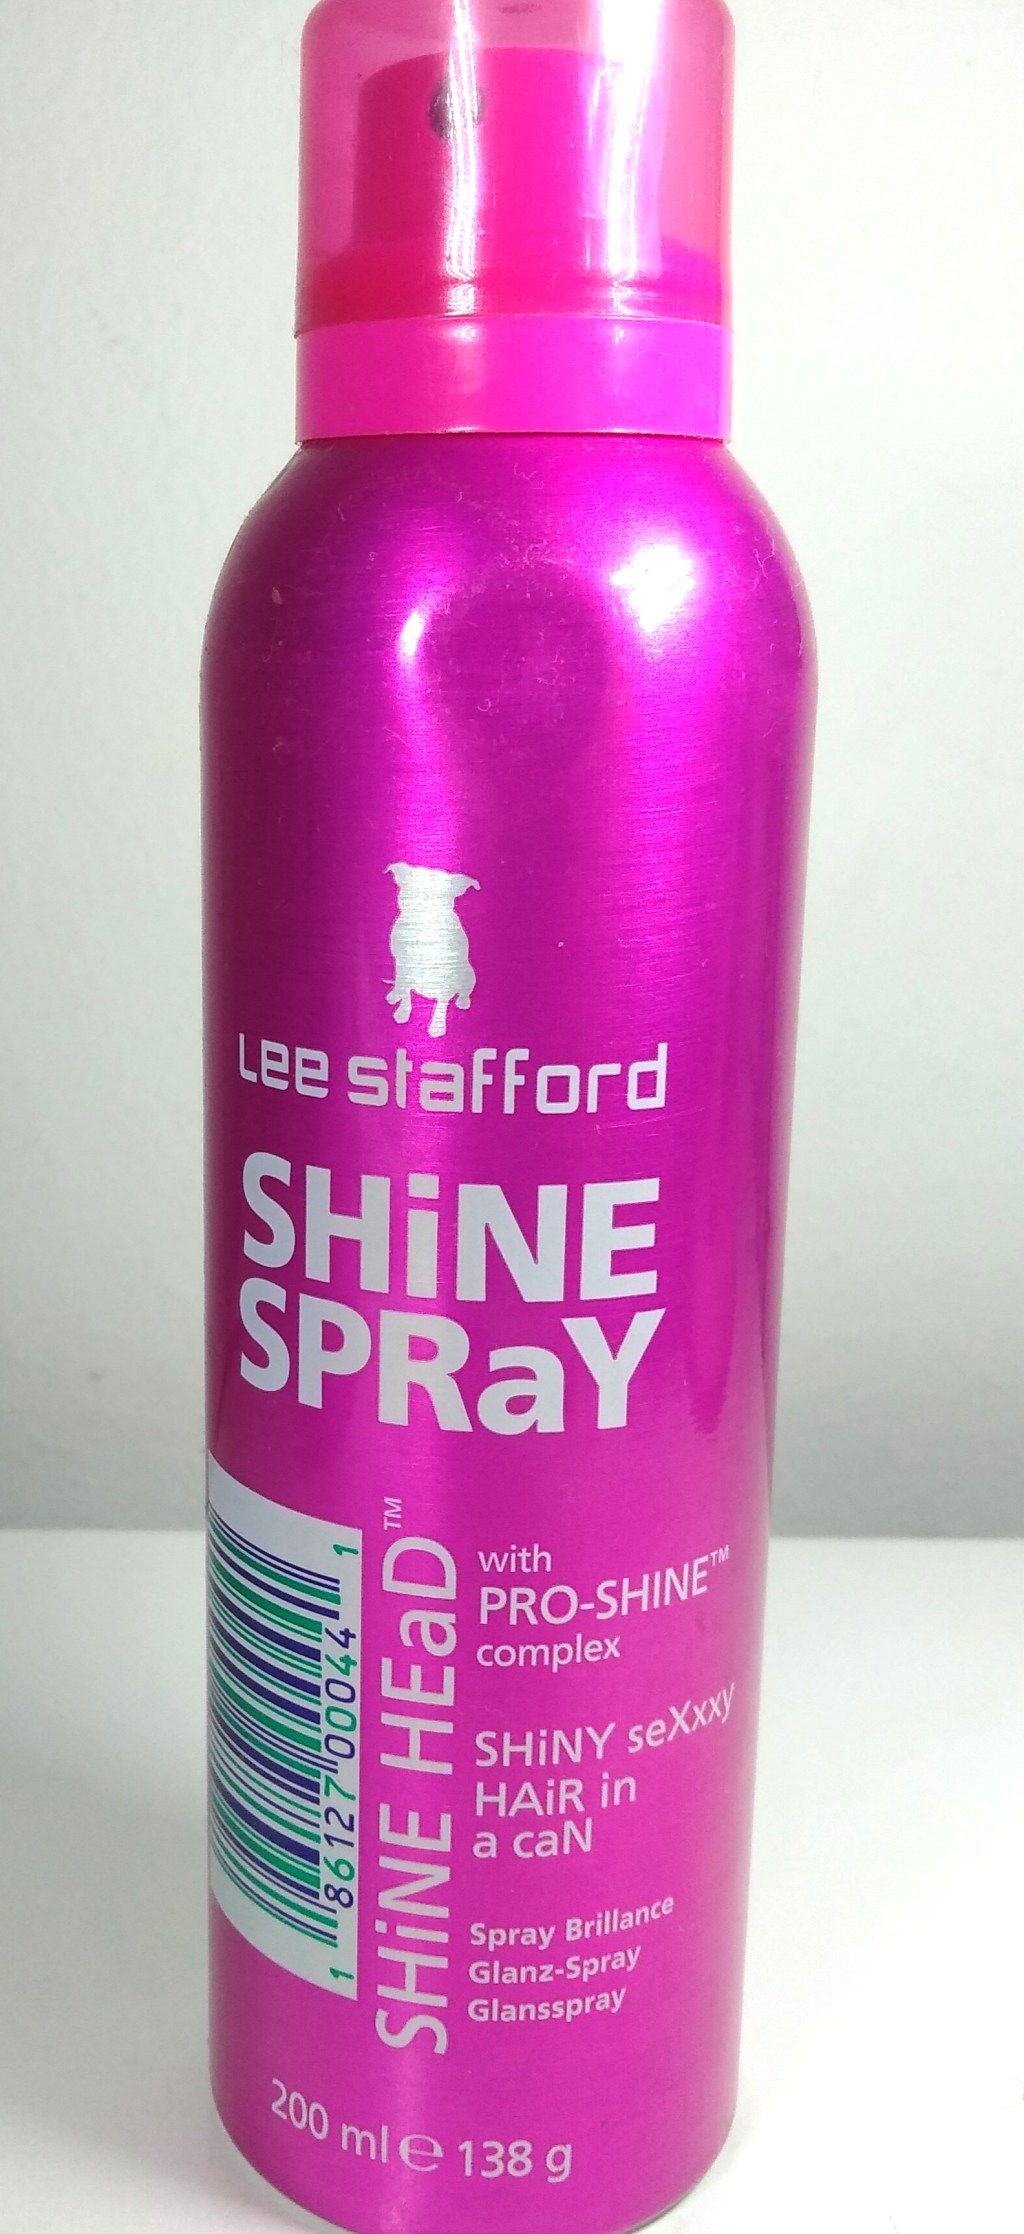 Lee stafford
SHiNE
SPRaY
SHiNE HEaD™
with
PRO-SHINE™
complex
SHiNY seXxxy
HAiR in
a caN
Spray Brillance
Glanz-Spray
Glansspray
1 86127 00044 1
200 ml ℮ 138 g